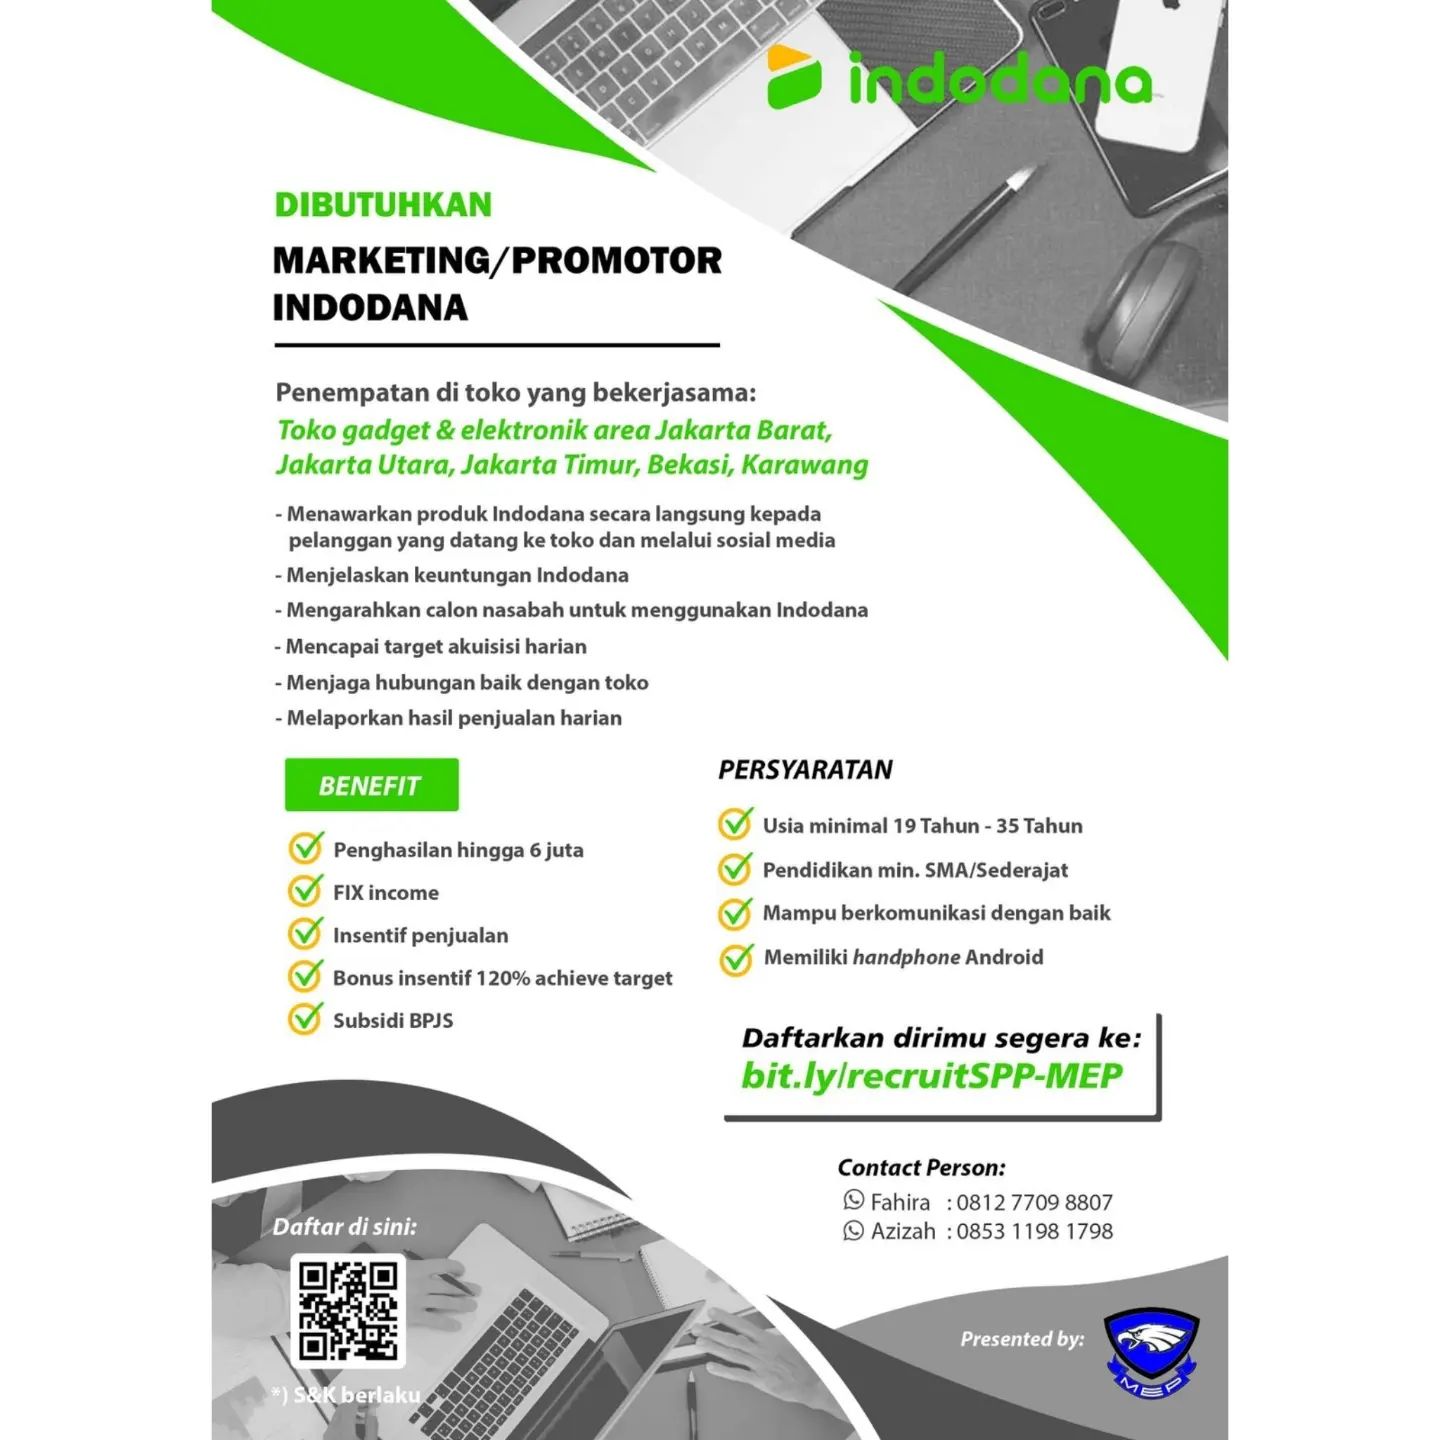 indodana
DIBUTUHKAN
MARKETING/PROMOTOR
INDODANA
Penempatan di toko yang bekerjasama:
Toko gadget & elektronik area Jakarta Barat,
Jakarta Utara, Jakarta Timur, Bekasi, Karawang
- Menawarkan produk Indodana secara langsung kepada
pelanggan yang datang ke toko dan melalui sosial media
- Menjelaskan keuntungan Indodana
- Mengarahkan calon nasabah untuk menggunakan Indodana
- Mencapai target akuisisi harian
- Menjaga hubungan baik dengan toko
- Melaporkan hasil penjualan harian
BENEFIT
Penghasilan hingga 6 juta
FIX income
Insentif penjualan
Bonus insentif 120% achieve target
Subsidi BPJS
PERSYARATAN
Usia minimal 19 Tahun - 35 Tahun
Pendidikan min. SMA/Sederajat
Mampu berkomunikasi dengan baik
Memiliki handphone Android
Daftarkan dirimu segera ke:
bit.ly/recruitSPP-MEP
Contact Person:
Fahira : 0812 7709 8807
Azizah : 0853 1198 1798
Daftar di sini:
*) S&K berlaku
Presented by:
MEP